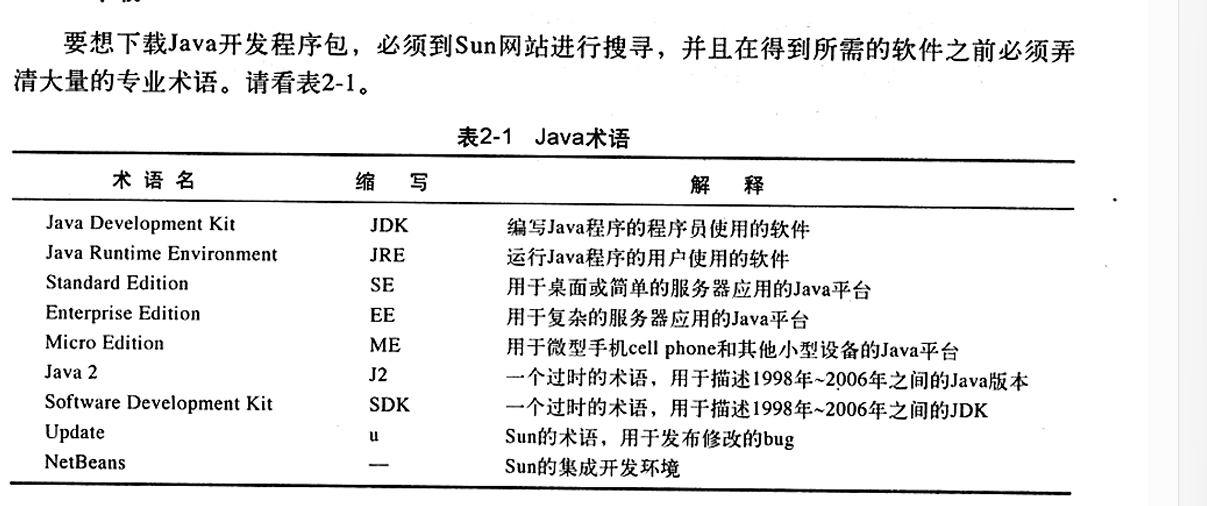 要想下载Java开发程序包，必须到Sun网站进行搜寻，并且在得到所需的软件之前必须弄
清大量的专业术语。请看表2-1。
表2-1 Java术语
术语名 缩写 解释
Java Development Kit JDK 编写Java程序的程序员使用的软件
Java Runtime Environment JRE 运行Java程序的用户使用的软件
Standard Edition SE 用于桌面或简单的服务器应用的Java平台
Enterprise Edition EE 用于复杂的服务器应用的Java平台
Micro Edition ME 用于微型手机cell phone和其他小型设备的Java平台
Java 2 J2 一个过时的术语，用于描述1998年~2006年之间的Java版本
Software Development Kit SDK 一个过时的术语，用于描述1998年~2006年之间的JDK
Update u Sun的术语，用于发布修改的bug
NetBeans — Sun的集成开发环境